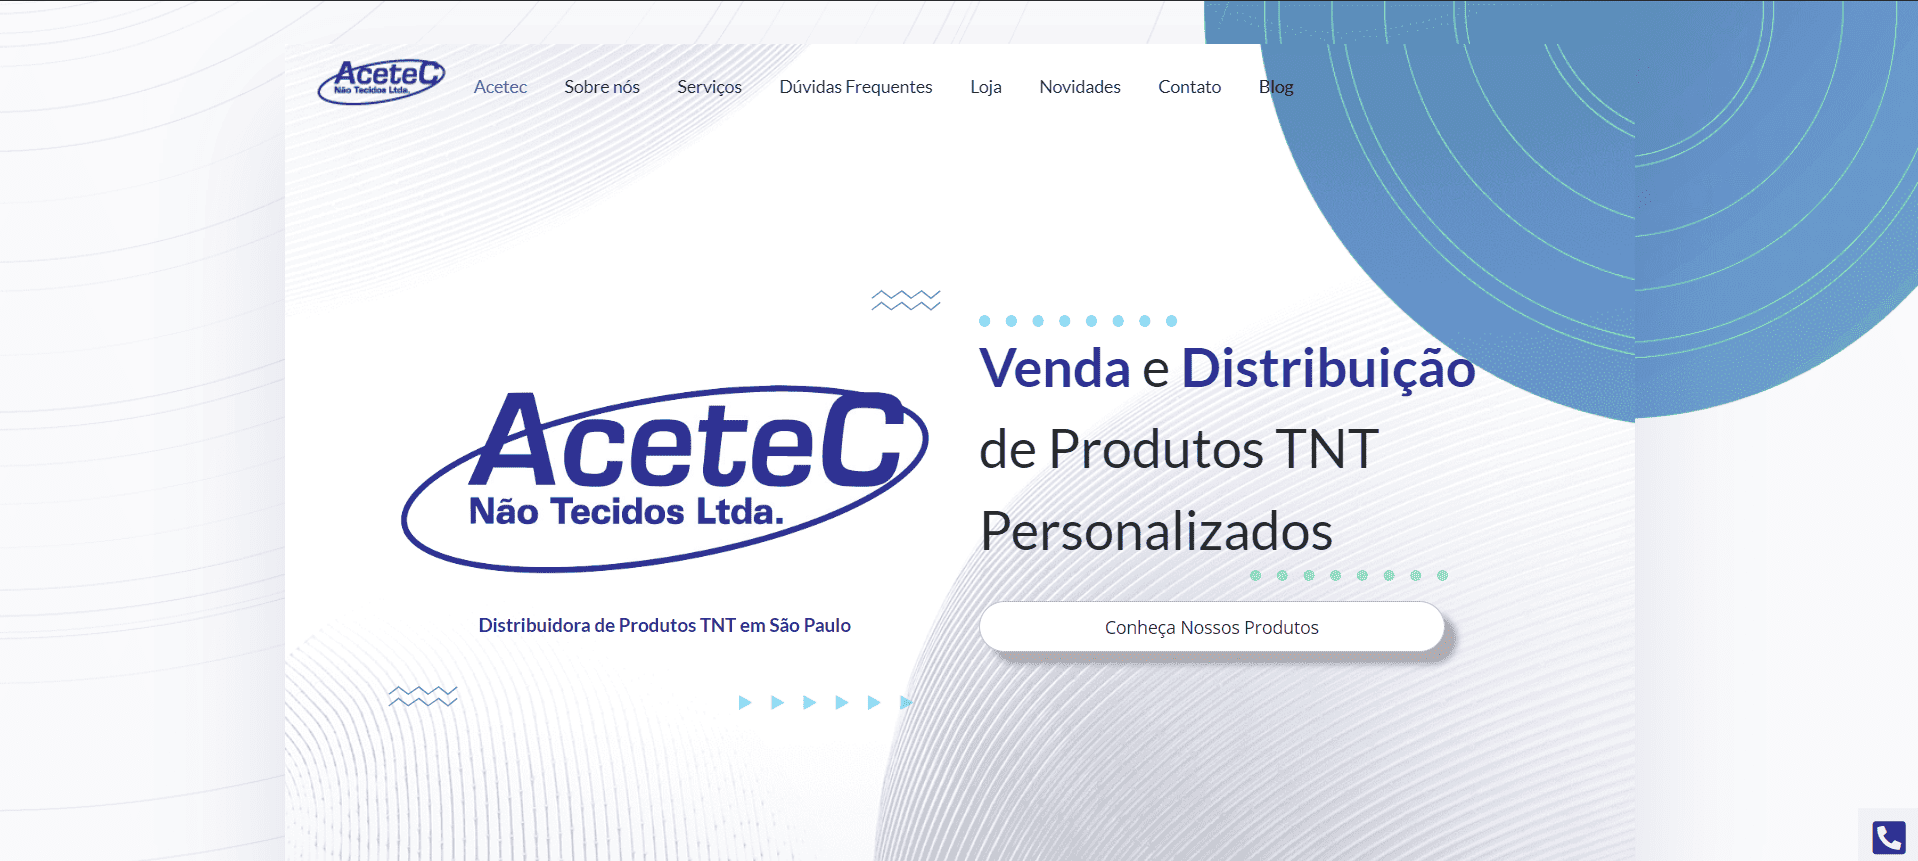 AceteC
Não Tecidos Ltda.
Acetec Sobre nós Serviços Dúvidas Frequentes Loja Novidades Contato Blog
Venda e Distribuição
de Produtos TNT
Personalizados
AceteC
Não Tecidos Ltda.
Distribuidora de Produtos TNT em São Paulo
Conheça Nossos Produtos